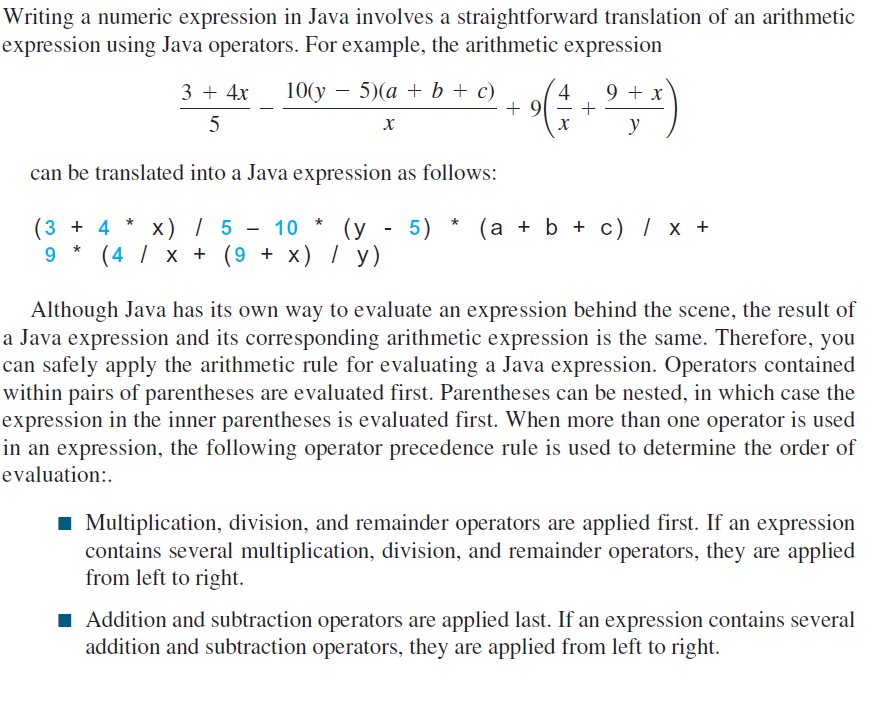 Writing a numeric expression in Java involves a straightforward translation of an arithmetic
expression using Java operators. For example, the arithmetic expression
3 + 4x / 5 − 10(y − 5)(a + b + c) / x + 9(4 / x + 9 + x / y)
can be translated into a Java expression as follows:
(3 + 4 * x) / 5 – 10 * (y - 5) * (a + b + c) / x +
9 * (4 / x + (9 + x) / y)
Although Java has its own way to evaluate an expression behind the scene, the result of
a Java expression and its corresponding arithmetic expression is the same. Therefore, you
can safely apply the arithmetic rule for evaluating a Java expression. Operators contained
within pairs of parentheses are evaluated first. Parentheses can be nested, in which case the
expression in the inner parentheses is evaluated first. When more than one operator is used
in an expression, the following operator precedence rule is used to determine the order of
evaluation:.
■ Multiplication, division, and remainder operators are applied first. If an expression
contains several multiplication, division, and remainder operators, they are applied
from left to right.
■ Addition and subtraction operators are applied last. If an expression contains several
addition and subtraction operators, they are applied from left to right.